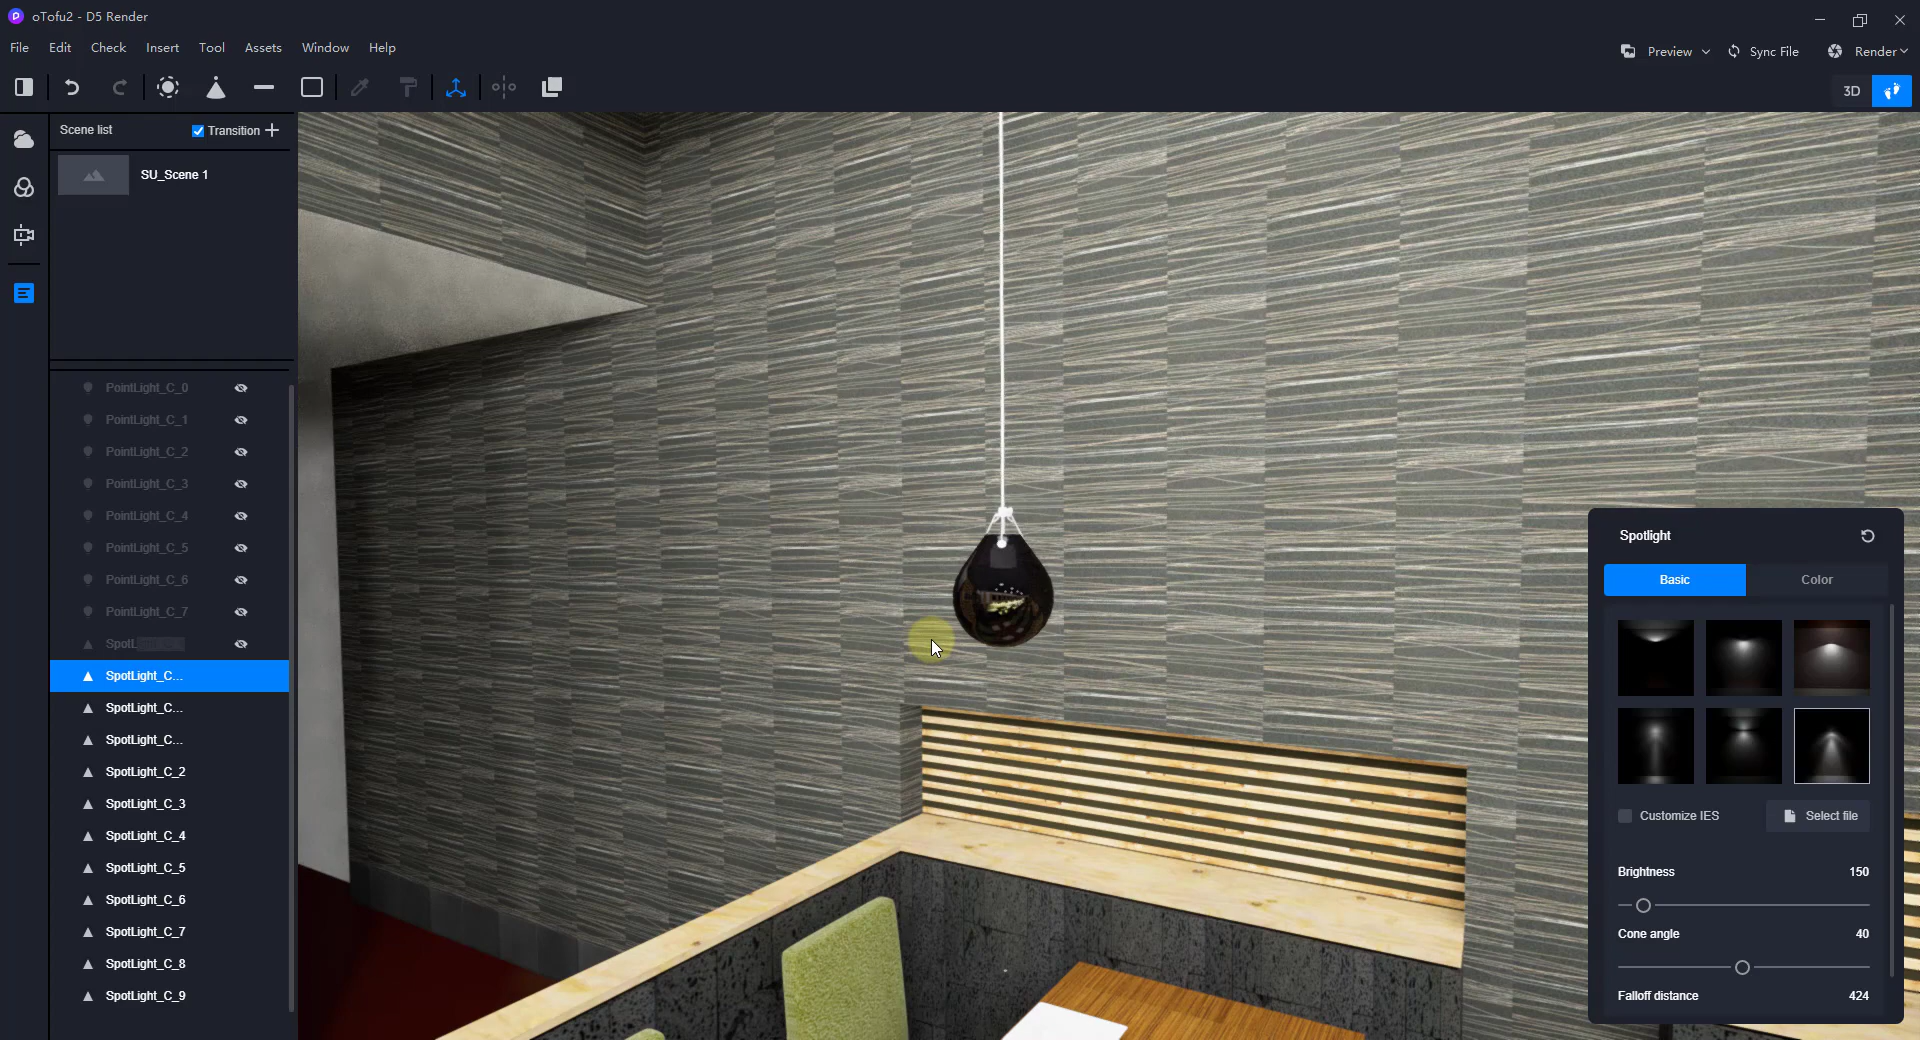 oTofu2 - D5 Render
File Edit Check Insert Tool Assets Window Help
Preview Sync File Render
3D
Scene list Transition
SU_Scene 1
PointLight_C_0
PointLight_C_1
PointLight_C_2
PointLight_C_3
PointLight_C_4
PointLight_C_5
PointLight_C_6
PointLight_C_7
SpotLight_C...
SpotLight_C...
SpotLight_C...
SpotLight_C_2
SpotLight_C_3
SpotLight_C_4
SpotLight_C_5
SpotLight_C_6
SpotLight_C_7
SpotLight_C_8
SpotLight_C_9
Spotlight
Basic Color
Customize IES Select file
Brightness 150
Cone angle 40
Falloff distance 424